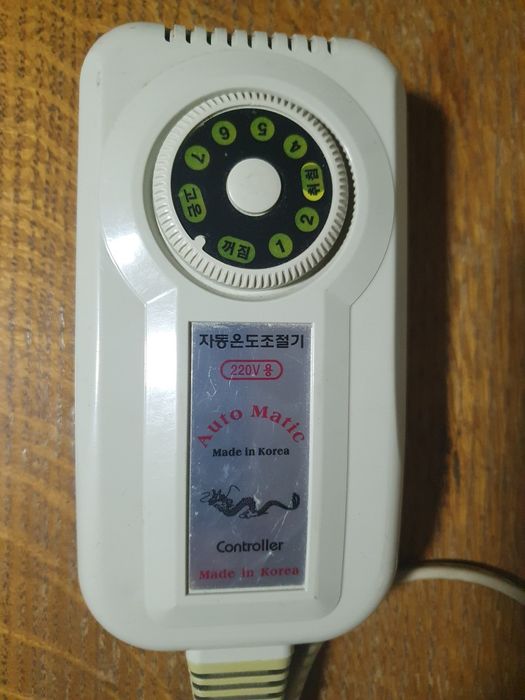 꺼짐
1
2
취침
4
5
6
7
고온
자동온도조절기
220V 용
Auto Matic
Made in Korea
Controller
Made in Korea